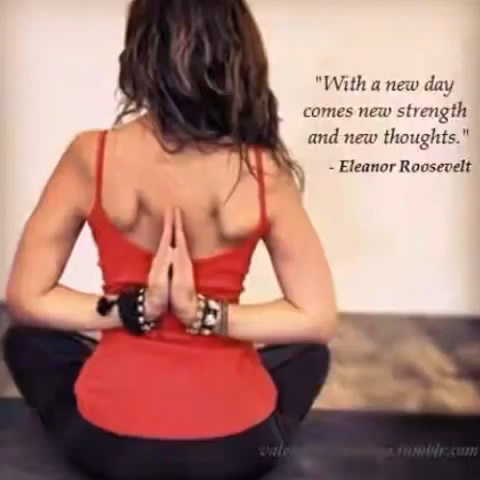 "With a new day
comes new strength
and new thoughts."
- Eleanor Roosevelt